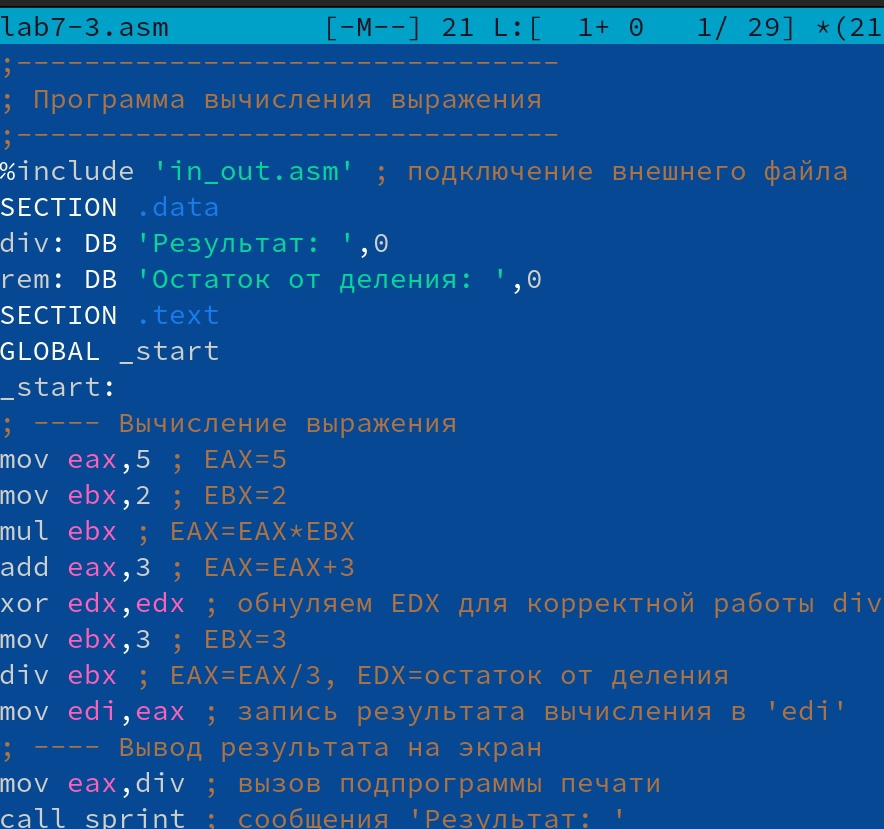 lab7-3.asm [-M--] 21 L:[ 1+ 0 1/ 29] *(21
;--------------------------------
; Программа вычисления выражения
;--------------------------------
%include 'in_out.asm' ; подключение внешнего файла
SECTION .data
div: DB 'Результат: ',0
rem: DB 'Остаток от деления: ',0
SECTION .text
GLOBAL _start
_start:
; ---- Вычисление выражения
mov eax,5 ; EAX=5
mov ebx,2 ; EBX=2
mul ebx ; EAX=EAX*EBX
add eax,3 ; EAX=EAX+3
xor edx,edx ; обнуляем EDX для корректной работы div
mov ebx,3 ; EBX=3
div ebx ; EAX=EAX/3, EDX=остаток от деления
mov edi,eax ; запись результата вычисления в 'edi'
; ---- Вывод результата на экран
mov eax,div ; вызов подпрограммы печати
call sprint ; сообщения 'Результат: '